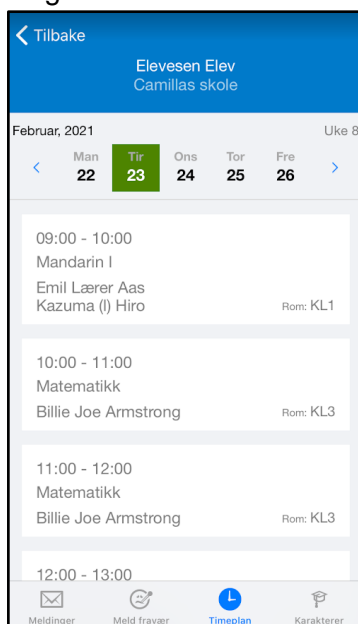 Tilbake
Elevesen Elev
Camillas skole
Februar, 2021 Uke 8
Man Tir Ons Tor Fre
22 23 24 25 26
09:00 - 10:00
Mandarin I
Emil Lærer Aas
Kazuma (I) Hiro Rom: KL1
10:00 - 11:00
Matematikk
Billie Joe Armstrong Rom: KL3
11:00 - 12:00
Matematikk
Billie Joe Armstrong Rom: KL3
12:00 - 13:00
Meldinger Meld fravær Timeplan Karakterer